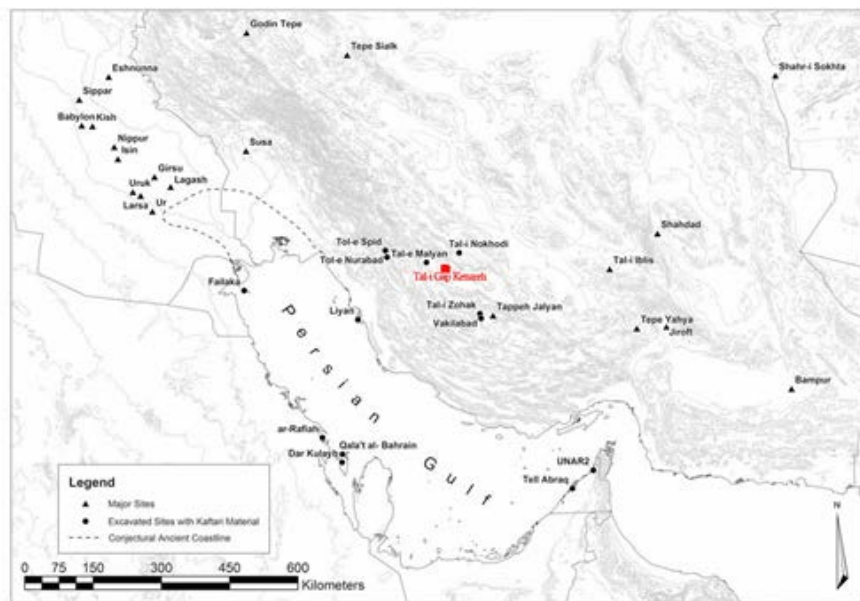 Godin Tepe
Tepe Sialk
Shahr-i Sokhta
Eshnunna
Sippar
Babylon
Kish
Nippur
Isin
Susa
Girsu
Lagash
Uruk
Larsa
Ur
Shahdad
Tol-e Spid
Tal-e Malyan
Tal-i Nokhodi
Tol-e Nurabad
Tal-i Gap Kenareh
Tal-i Iblis
Failaka
Liyan
Tal-i Zohak
Tappeh Jalyan
Vakilabad
Tepe Yahya
Jiroft
Bampur
Persian Gulf
ar-Rafiah
Qala't al- Bahrain
Dar Kulayb
UNAR2
Tell Abraq
Legend
Major Sites
Excavated Sites with Kaftari Material
Conjectural Ancient Coastline
N
0 75 150 300 450 600
Kilometers